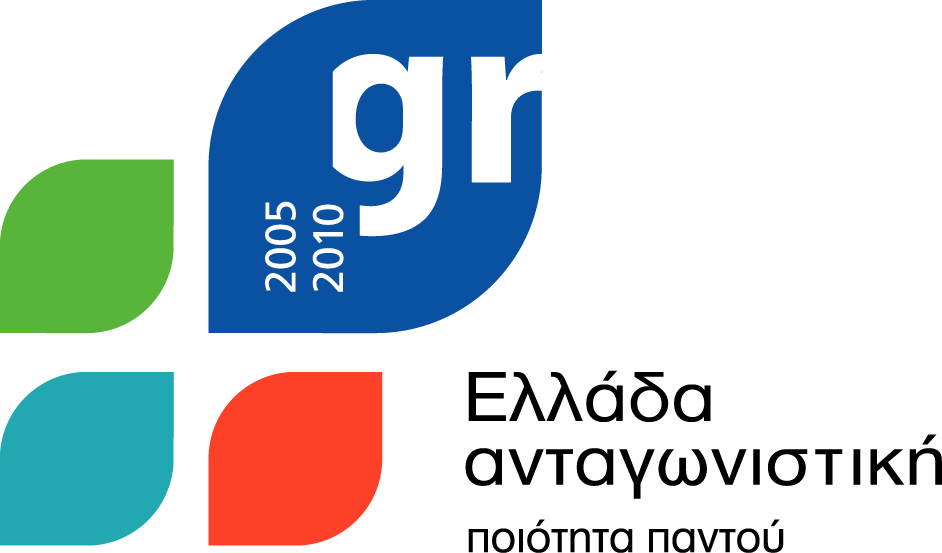 gr
2005
2010
Ελλάδα
ανταγωνιστική
ποιότητα παντού